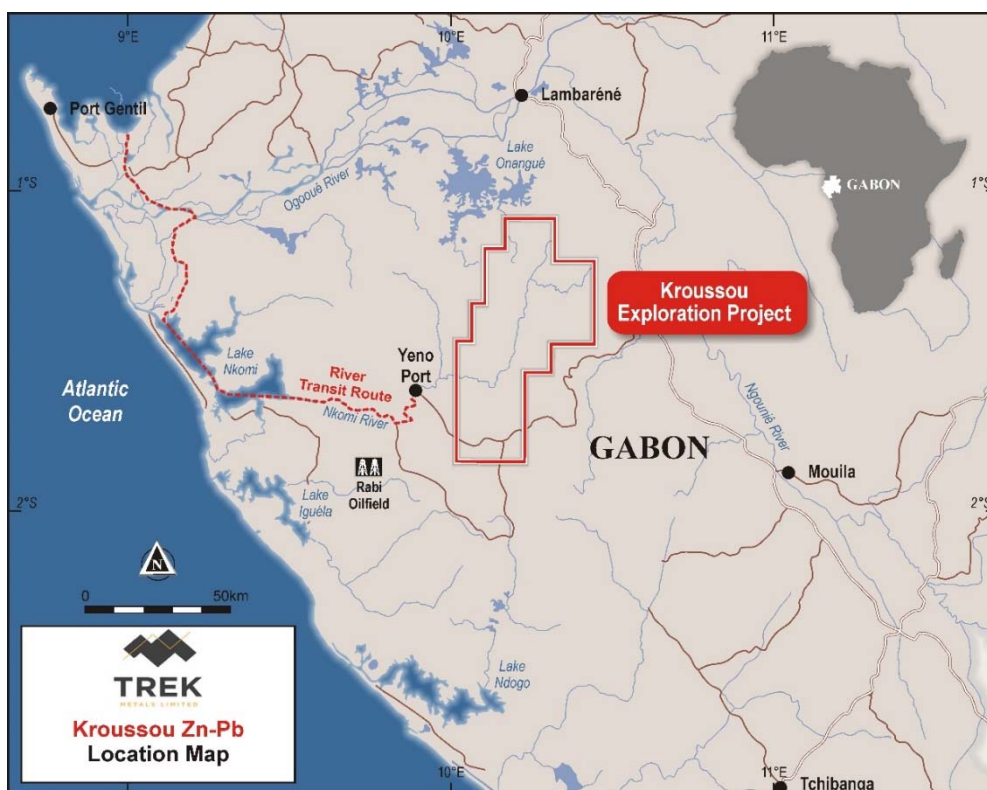 9°E
10°E
11°E
Port Gentil
Lambaréné
Lake
Onangué
1°S
Ogooué River
1°S
GABON
Kroussou
Exploration Project
Lake
Nkomi
Yeno
Port
River
Transit Route
Nkomi River
Atlantic
Ocean
Ngounié River
GABON
Mouila
Rabi
Oilfield
Lake
Iguéla
2°S
2°S
N
0
50km
Lake
Ndogo
TREK
METALS LIMITED
Kroussou Zn-Pb
Location Map
10°E
11°E
Tchibanga